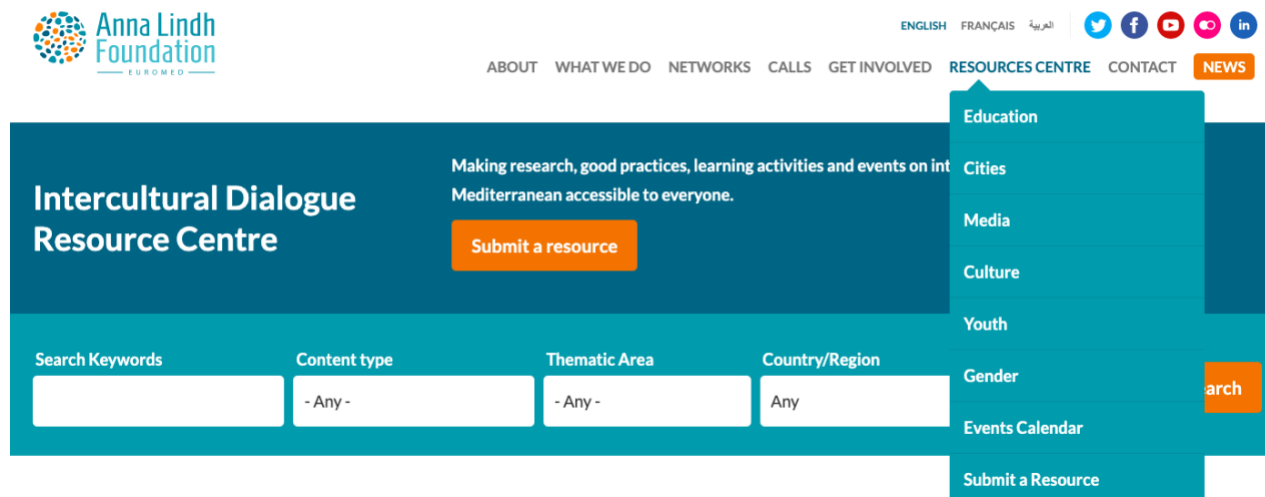 Anna Lindh
Foundation
EUROMED
ENGLISH FRANÇAIS العربية
ABOUT WHAT WE DO NETWORKS CALLS GET INVOLVED RESOURCES CENTRE CONTACT NEWS
Education
Cities
Media
Culture
Youth
Gender
Events Calendar
Submit a Resource
Intercultural Dialogue
Resource Centre
Making research, good practices, learning activities and events on
Mediterranean accessible to everyone.
Submit a resource
Search Keywords Content type Thematic Area Country/Region
- Any - - Any - Any